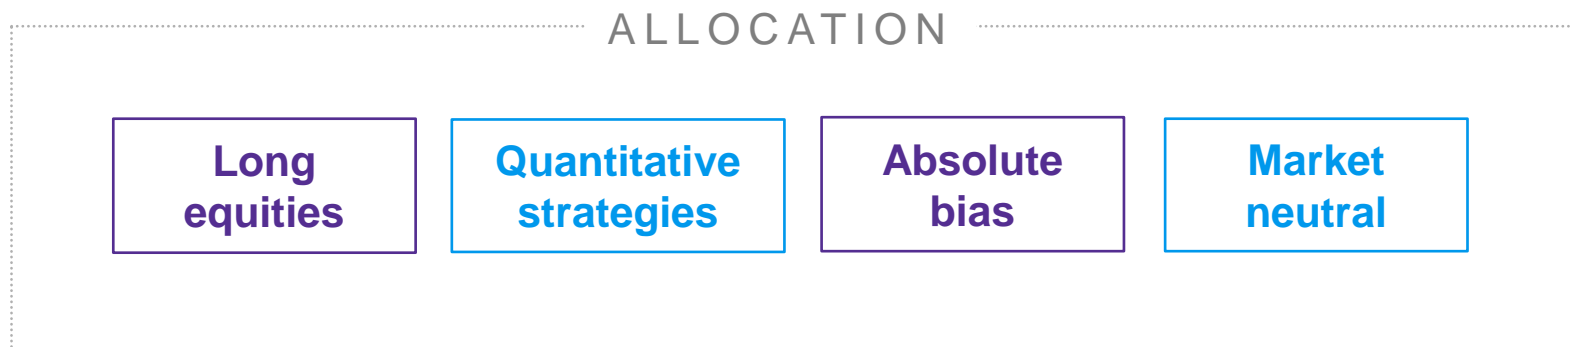 ALLOCATION
Long
equities
Quantitative
strategies
Absolute
bias
Market
neutral